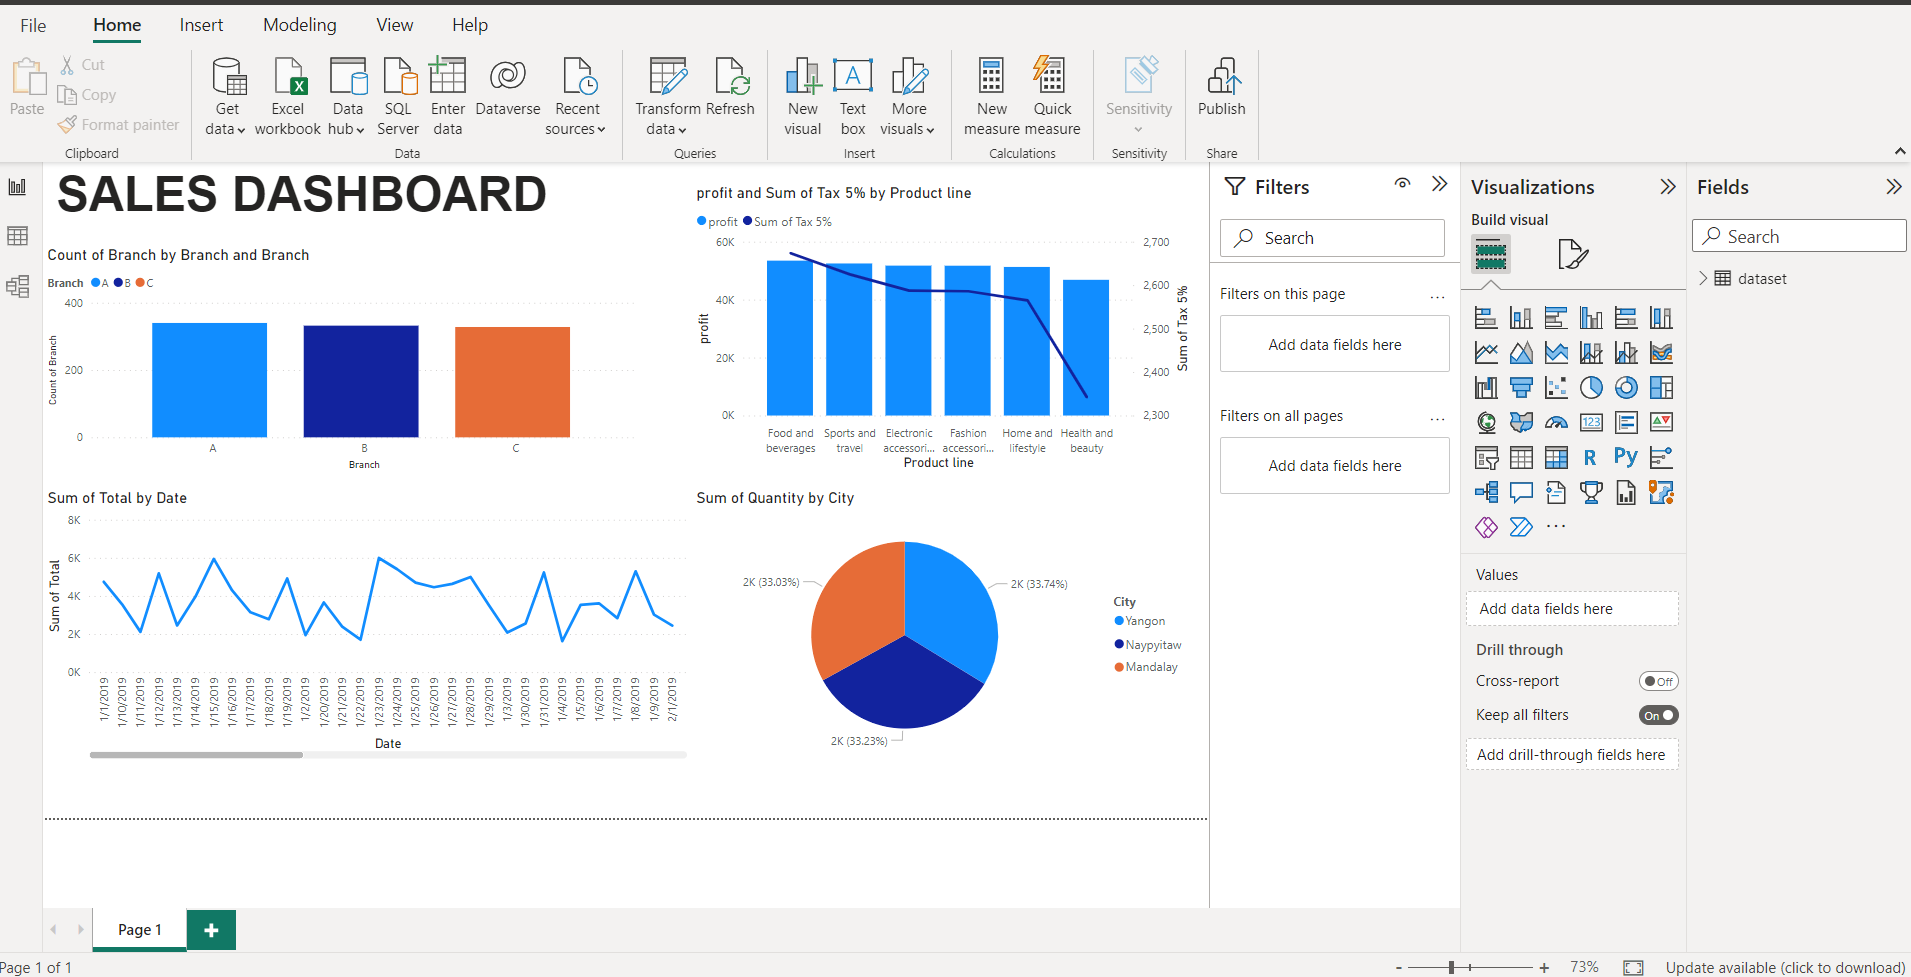 File Home Insert Modeling View Help
Paste
Cut
Copy
Format painter
Clipboard
Get data
Excel workbook
Data hub
SQL Server
Enter data
Dataverse
Recent sources
Data
Transform data
Refresh
Queries
New visual
Text box
More visuals
Insert
New measure
Quick measure
Calculations
Sensitivity
Sensitivity
Publish
Share
SALES DASHBOARD
Count of Branch by Branch and Branch
Branch A B C
Count of Branch
400
200
0
A B C
Branch
profit and Sum of Tax 5% by Product line
profit Sum of Tax 5%
profit
60K
40K
20K
0K
2,700
2,600
2,500
2,400
2,300
Sum of Tax 5%
Food and beverages
Sports and travel
Electronic accessori...
Fashion accessori...
Home and lifestyle
Health and beauty
Product line
Sum of Total by Date
Sum of Total
8K
6K
4K
2K
0K
1/1/2019
1/10/2019
1/11/2019
1/12/2019
1/13/2019
1/14/2019
1/15/2019
1/16/2019
1/17/2019
1/18/2019
1/19/2019
1/2/2019
1/20/2019
1/21/2019
1/22/2019
1/23/2019
1/24/2019
1/25/2019
1/26/2019
1/27/2019
1/28/2019
1/29/2019
1/3/2019
1/30/2019
1/31/2019
1/4/2019
1/5/2019
1/6/2019
1/7/2019
1/8/2019
1/9/2019
2/1/2019
Date
Sum of Quantity by City
2K (33.03%)
2K (33.74%)
2K (33.23%)
City
Yangon
Naypyitaw
Mandalay
Filters
Search
Filters on this page ...
Add data fields here
Filters on all pages ...
Add data fields here
Visualizations
Build visual
123
R
Py
...
Values
Add data fields here
Drill through
Cross-report Off
Keep all filters On
Add drill-through fields here
Fields
Search
dataset
Page 1
Page 1 of 1
- + 73%
Update available (click to download)